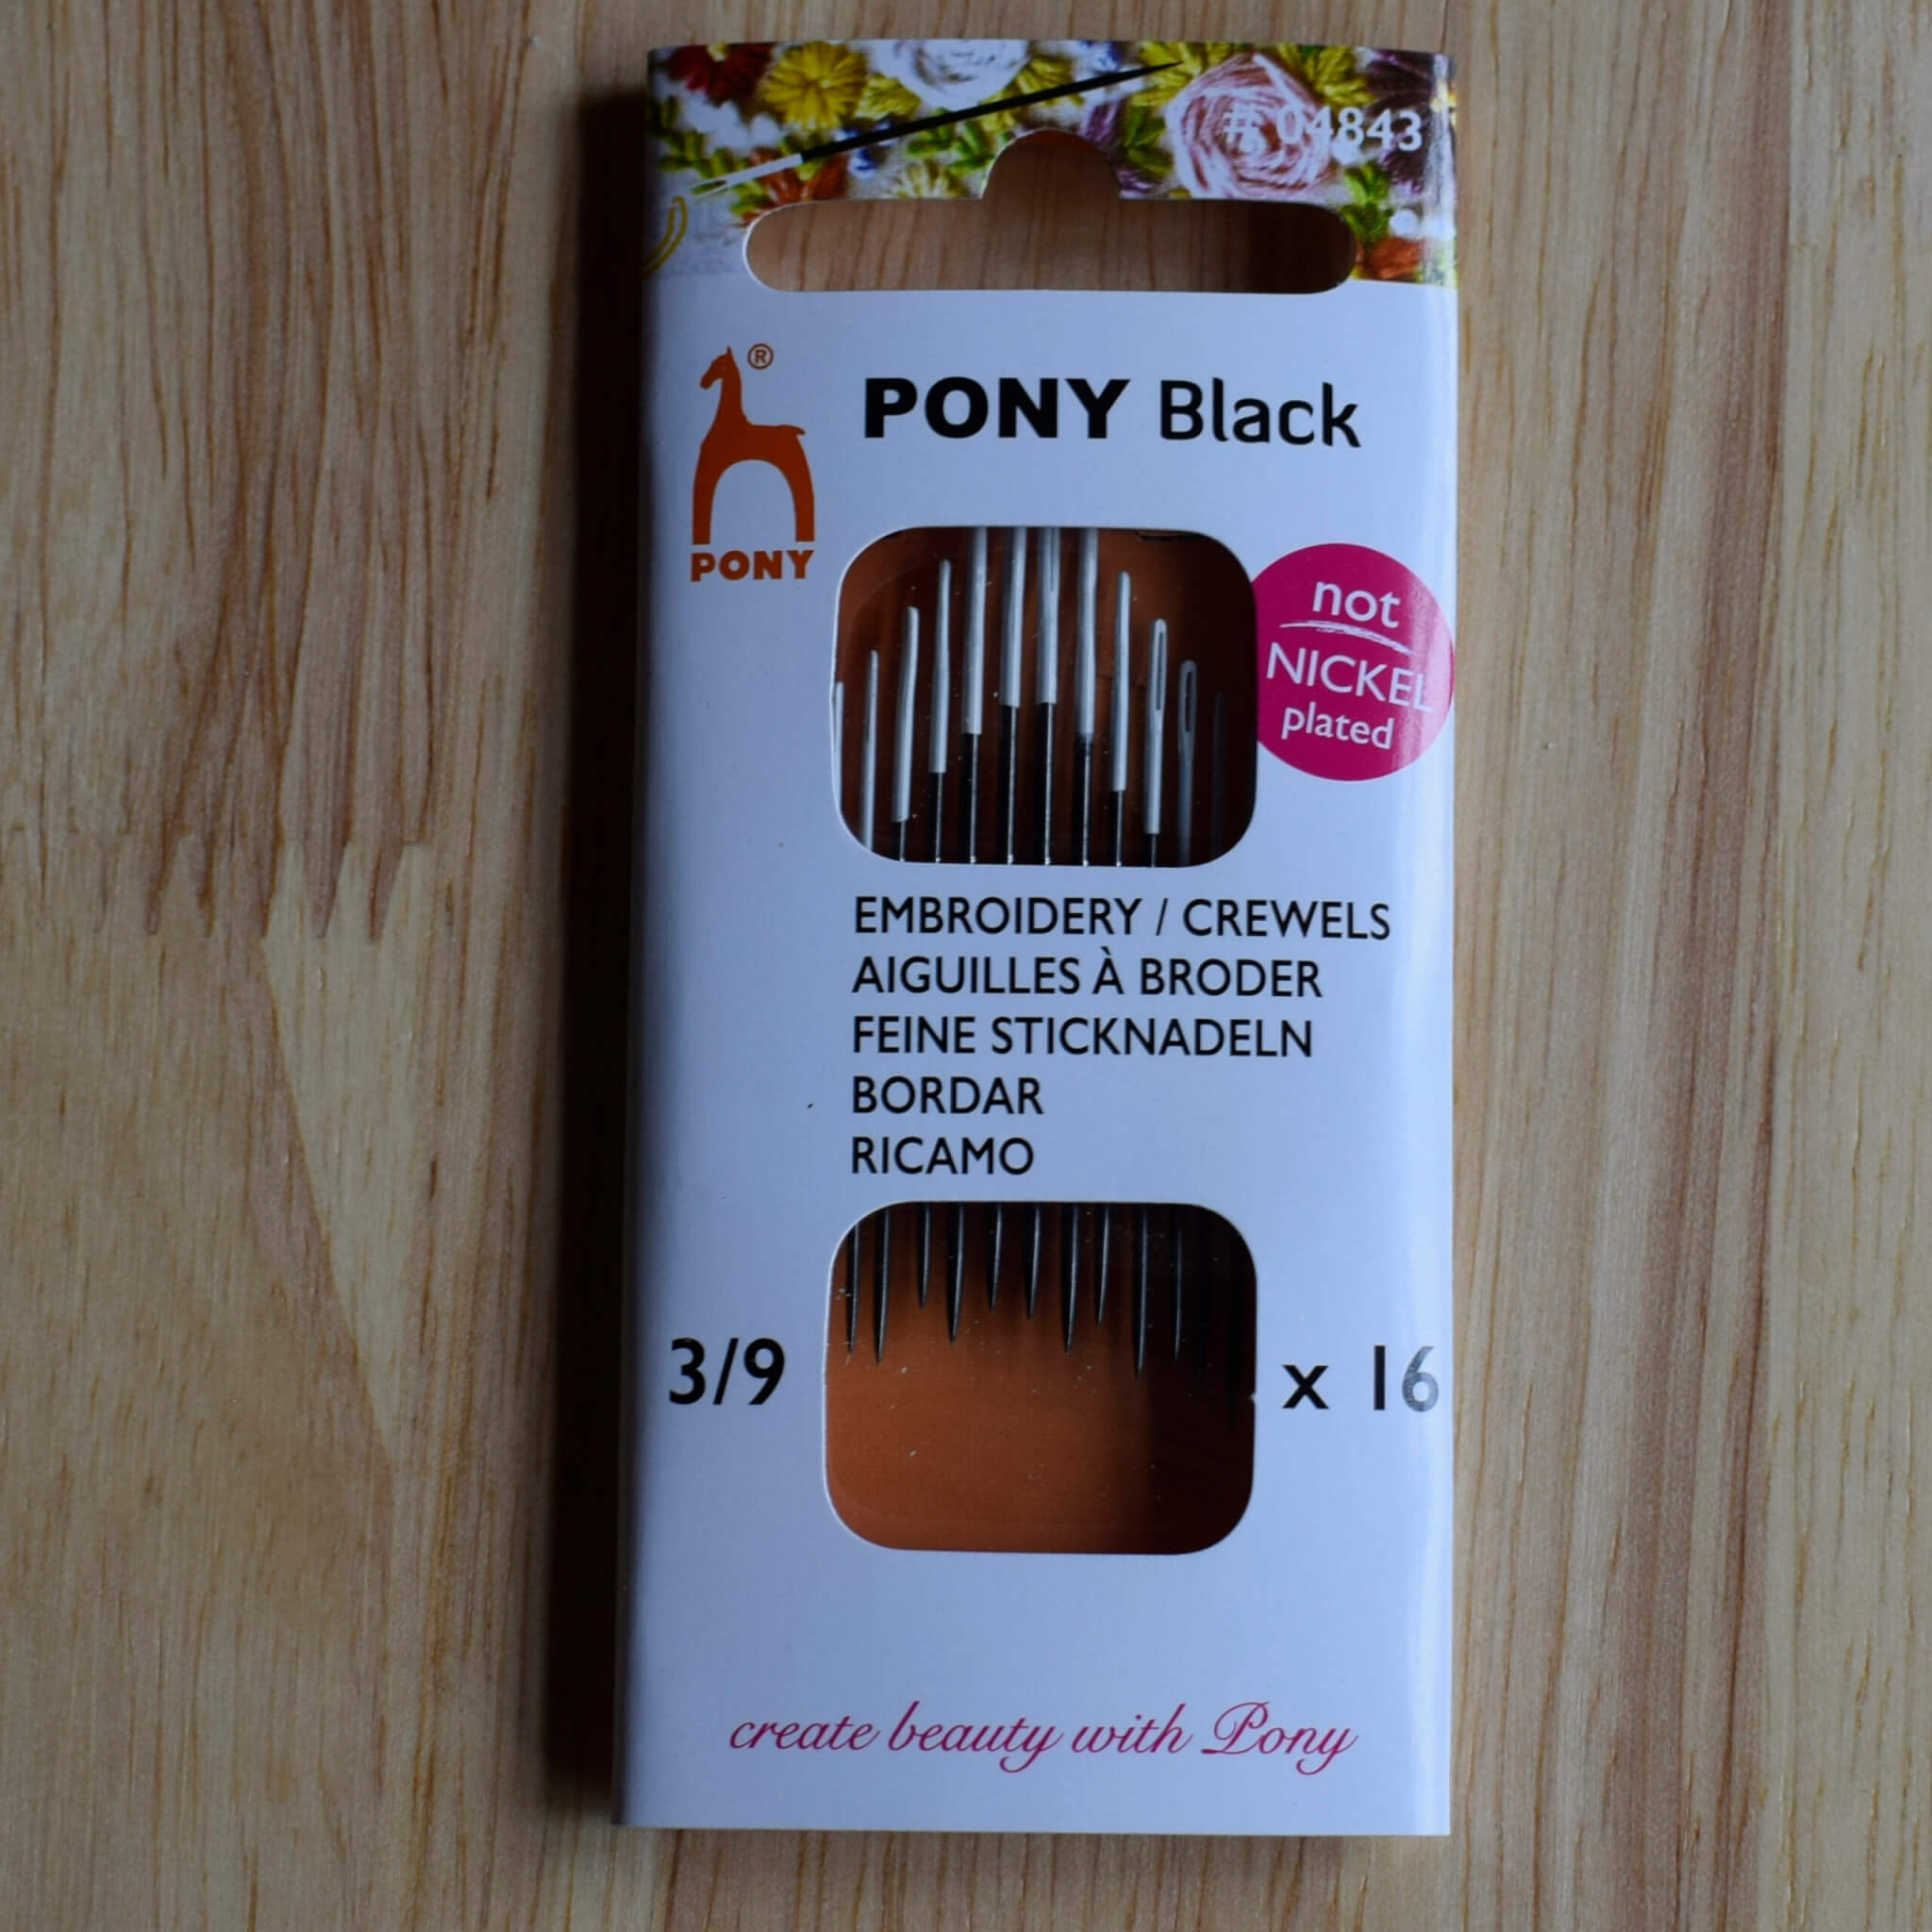 # 04843
®
PONY Black
PONY
not
NICKEL
plated
EMBROIDERY / CREWELS
AIGUILLES À BRODER
FEINE STICKNADELN
BORDAR
RICAMO
3/9
x 16
create beauty with Pony